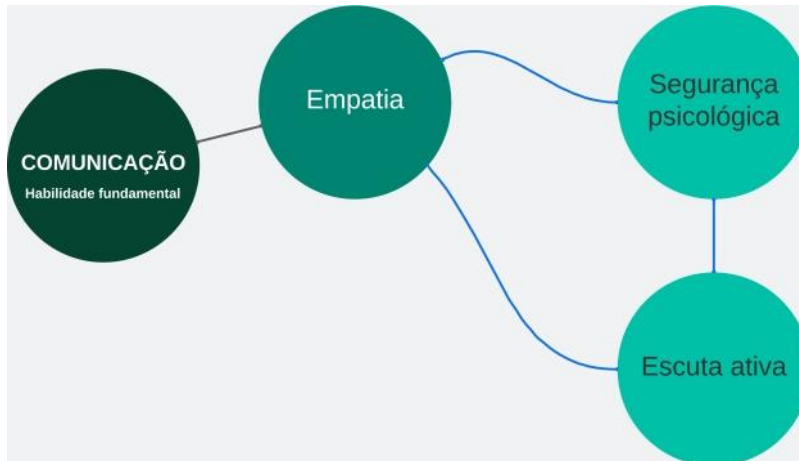 COMUNICAÇÃO
Habilidade fundamental
Empatia
Segurança
psicológica
Escuta ativa